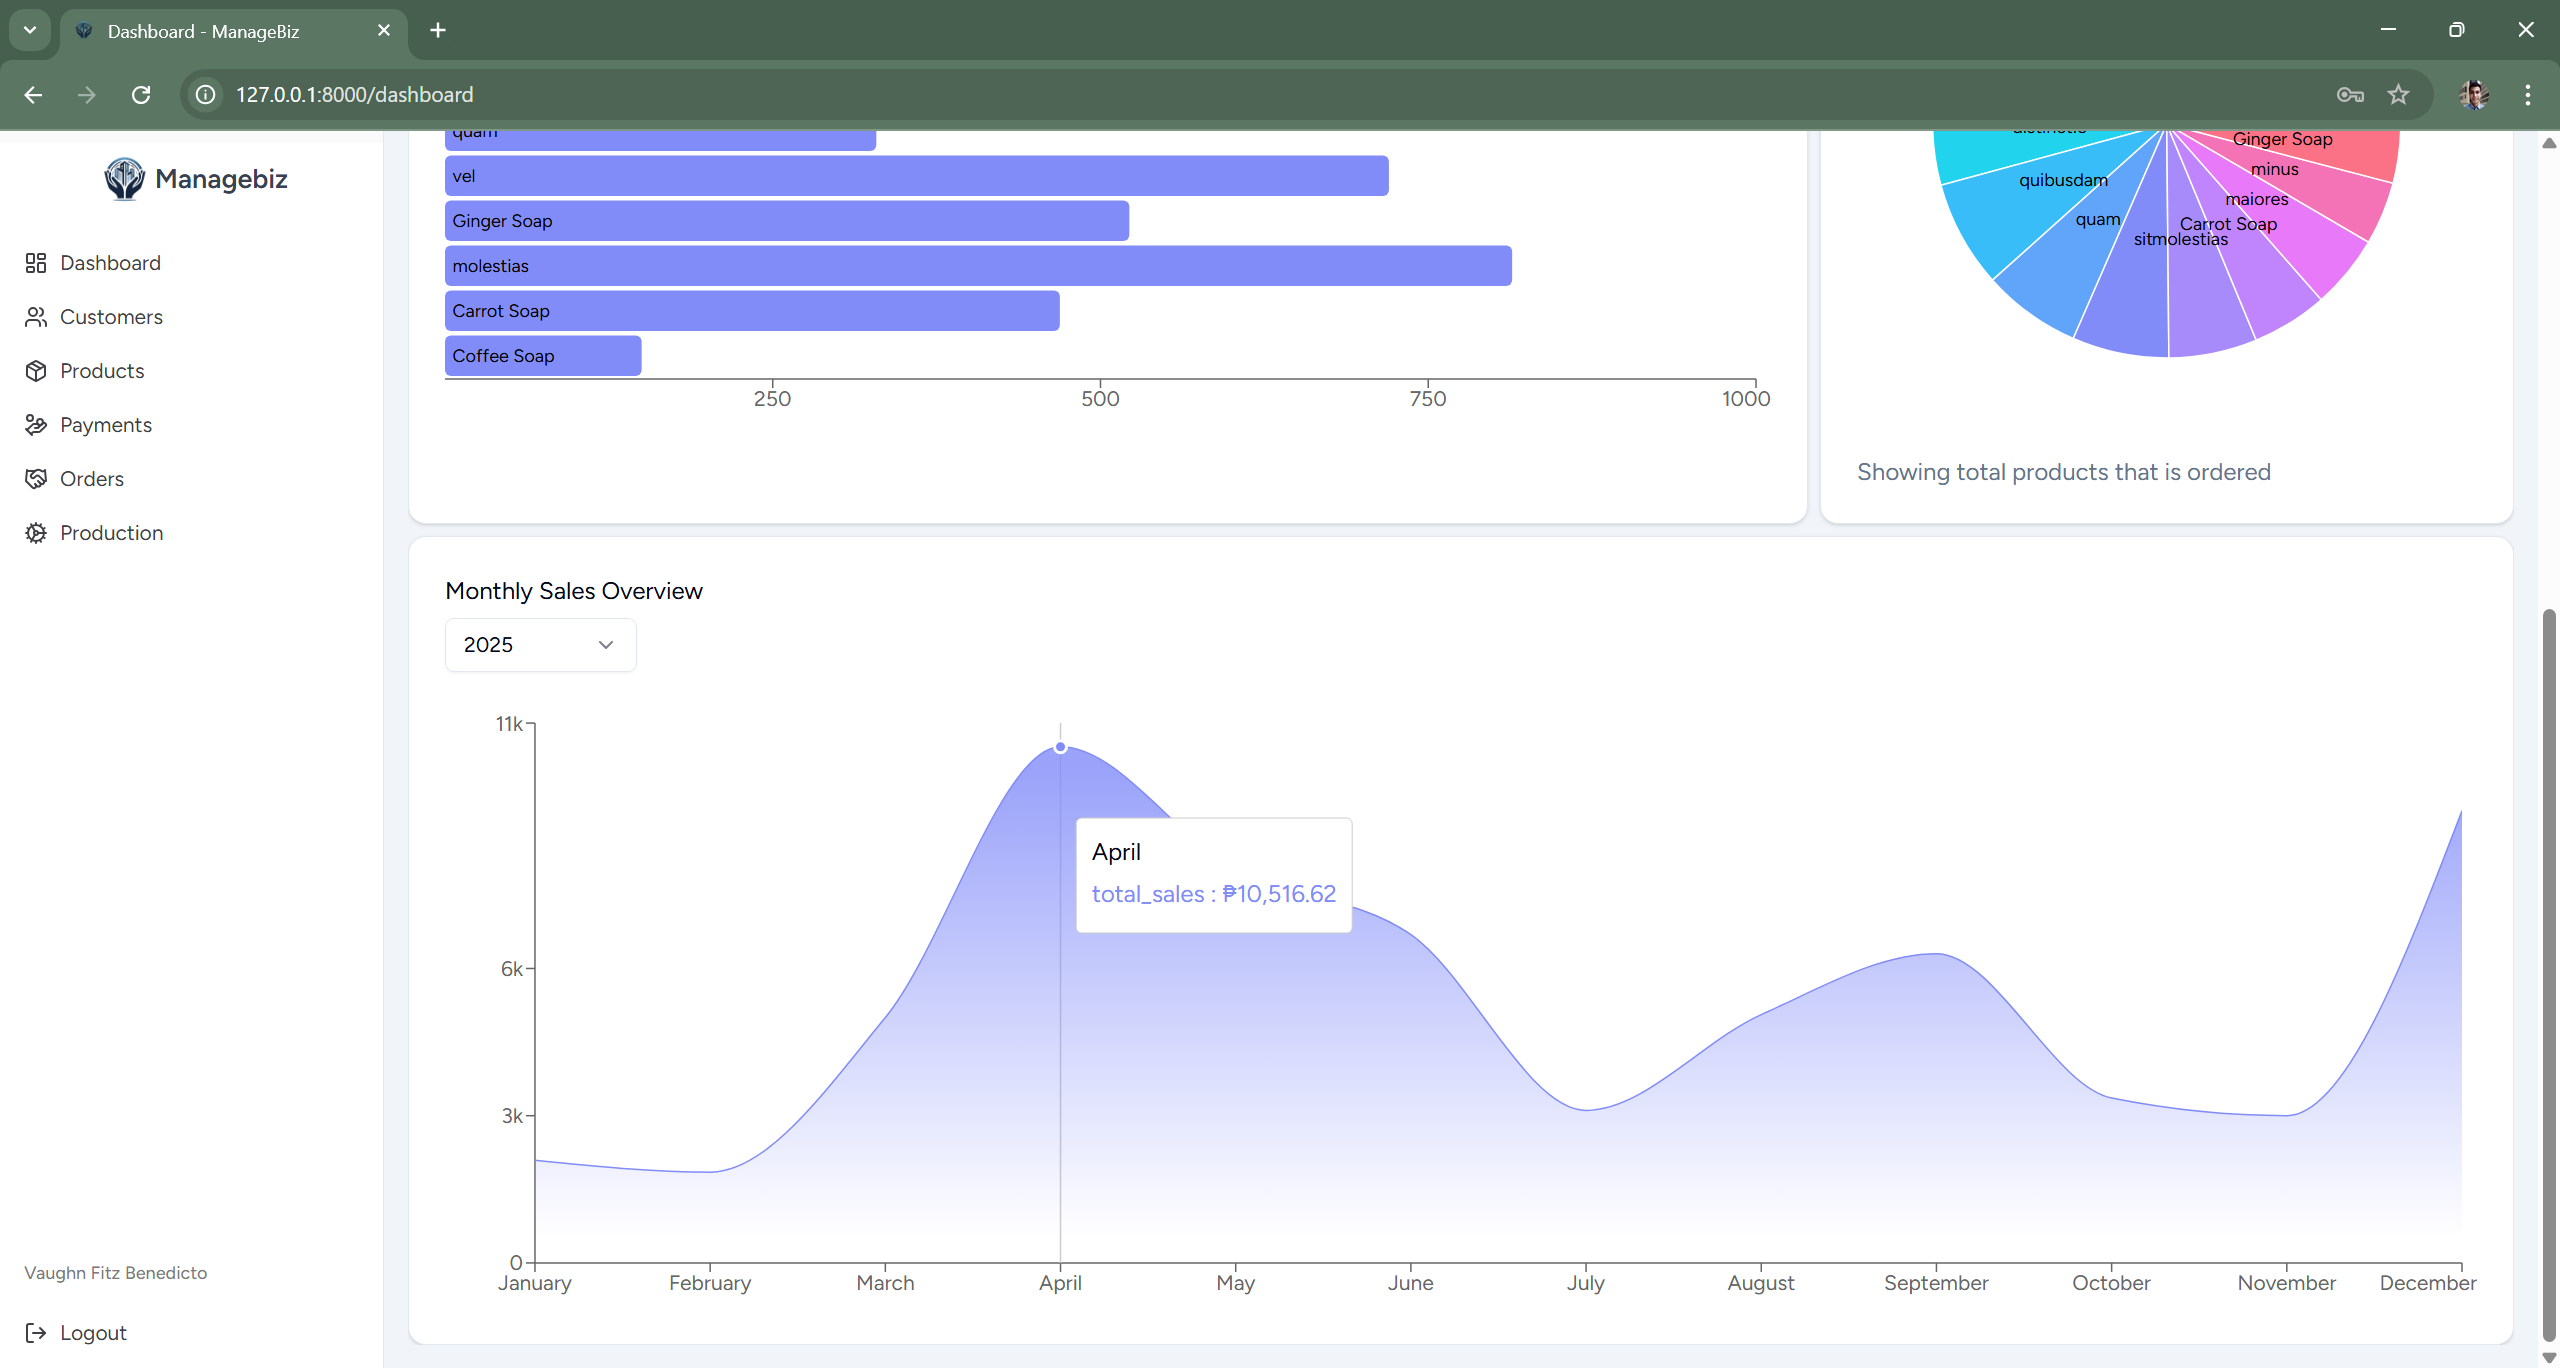 Dashboard - ManageBiz
127.0.0.1:8000/dashboard
Managebiz
Dashboard
Customers
Products
Payments
Orders
Production
Vaughn Fitz Benedicto
Logout
quam
vel
Ginger Soap
molestias
Carrot Soap
Coffee Soap
250 500 750 1000
distinctio
quibusdam
quam
sit
molestias
Carrot Soap
maiores
minus
Ginger Soap
Showing total products that is ordered
Monthly Sales Overview
2025
11k
6k
3k
0
April
total_sales : ₱10,516.62
January February March April May June July August September October November December